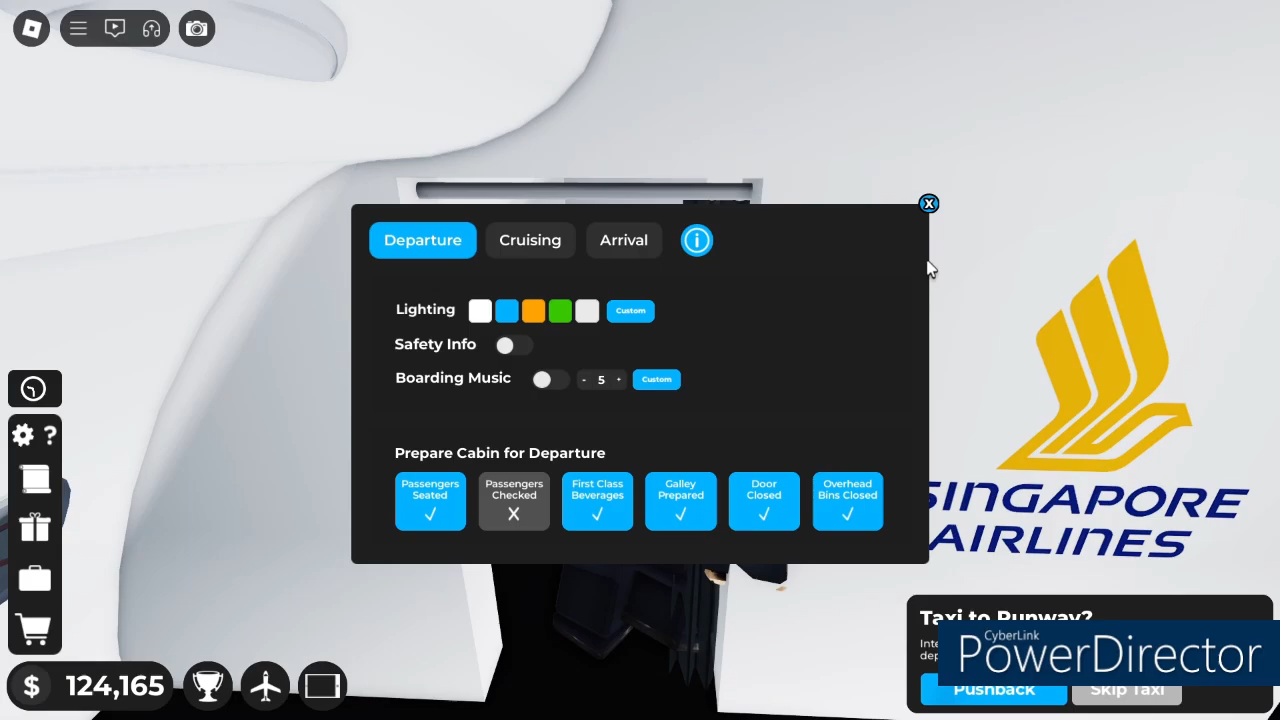 Departure
Cruising
Arrival
X
Lighting
Custom
Safety Info
Boarding Music
- 5 +
Custom
Prepare Cabin for Departure
Passengers
Seated
Passengers
Checked
X
First Class
Beverages
Galley
Prepared
Door
Closed
Overhead
Bins Closed
SINGAPORE
AIRLINES
?
$ 124,165
Taxi to Runway?
CyberLink
PowerDirector
Pushback
Skip Taxi